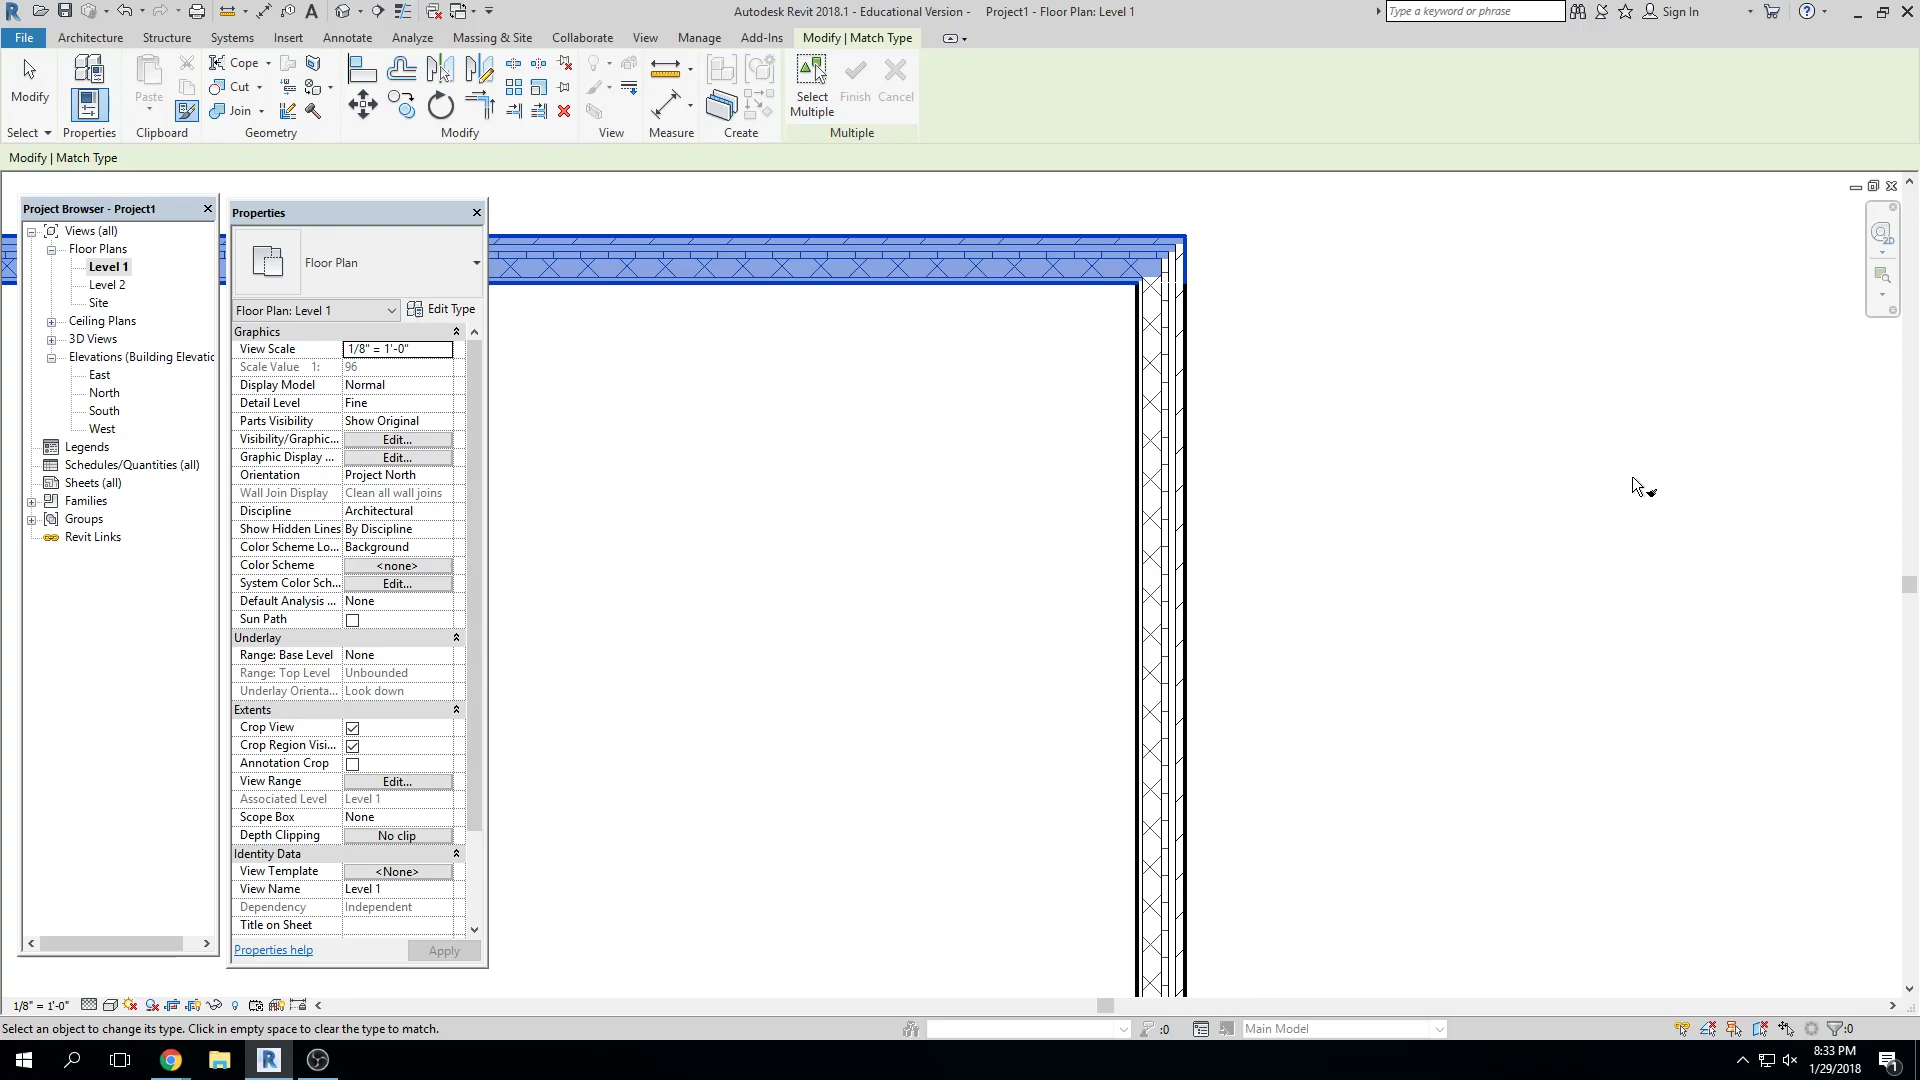 Autodesk Revit 2018.1 - Educational Version - Project1 - Floor Plan: Level 1
Type a keyword or phrase
Sign In
File Architecture Structure Systems Insert Annotate Analyze Massing & Site Collaborate View Manage Add-Ins Modify | Match Type
Modify
Paste
Cope
Cut
Join
Select Multiple
Finish
Cancel
Select Properties Clipboard Geometry Modify View Measure Create Multiple
Modify | Match Type
Project Browser - Project1
Views (all)
Floor Plans
Level 1
Level 2
Site
Ceiling Plans
3D Views
Elevations (Building Elevatic
East
North
South
West
Legends
Schedules/Quantities (all)
Sheets (all)
Families
Groups
Revit Links
Properties
Floor Plan
Floor Plan: Level 1 Edit Type
Graphics
View Scale 1/8" = 1'-0"
Scale Value 1: 96
Display Model Normal
Detail Level Fine
Parts Visibility Show Original
Visibility/Graphic... Edit...
Graphic Display ... Edit...
Orientation Project North
Wall Join Display Clean all wall joins
Discipline Architectural
Show Hidden Lines By Discipline
Color Scheme Lo... Background
Color Scheme <none>
System Color Sch... Edit...
Default Analysis ... None
Sun Path
Underlay
Range: Base Level None
Range: Top Level Unbounded
Underlay Orienta... Look down
Extents
Crop View
Crop Region Visi...
Annotation Crop
View Range Edit...
Associated Level Level 1
Scope Box None
Depth Clipping No clip
Identity Data
View Template <None>
View Name Level 1
Dependency Independent
Title on Sheet
Properties help Apply
2D
1/8" = 1'-0"
Select an object to change its type. Click in empty space to clear the type to match.
:0
Main Model
:0
8:33 PM
1/29/2018
1